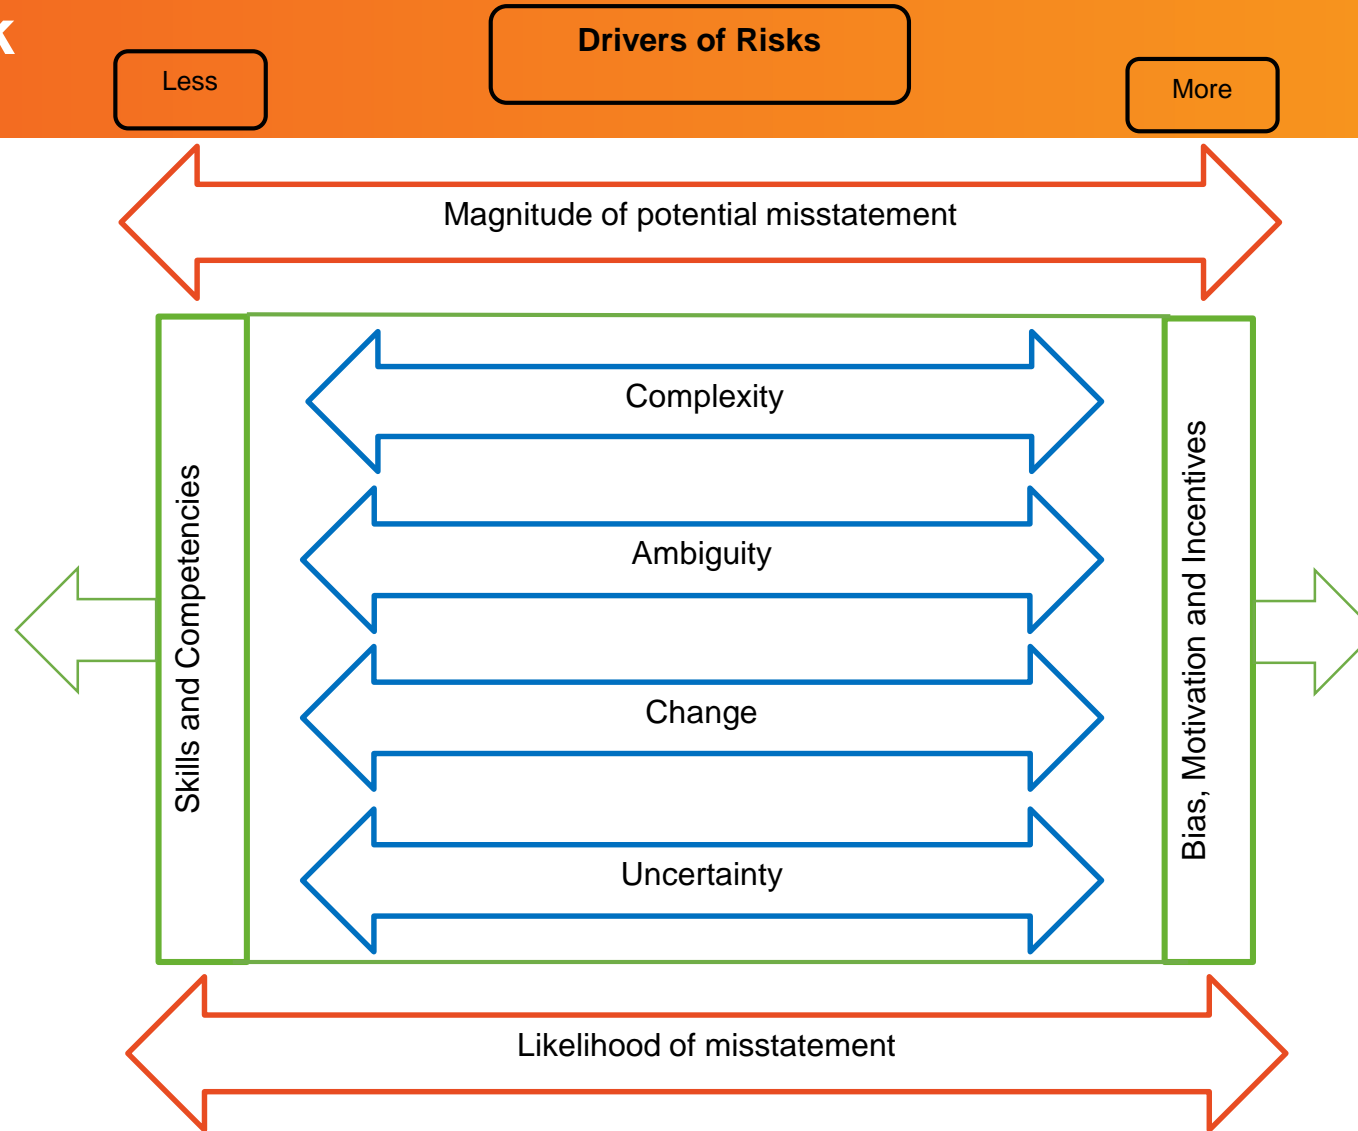 Drivers of Risks
Less
More
Magnitude of potential misstatement
Skills and Competencies
Complexity
Ambiguity
Change
Uncertainty
Bias, Motivation and Incentives
Likelihood of misstatement